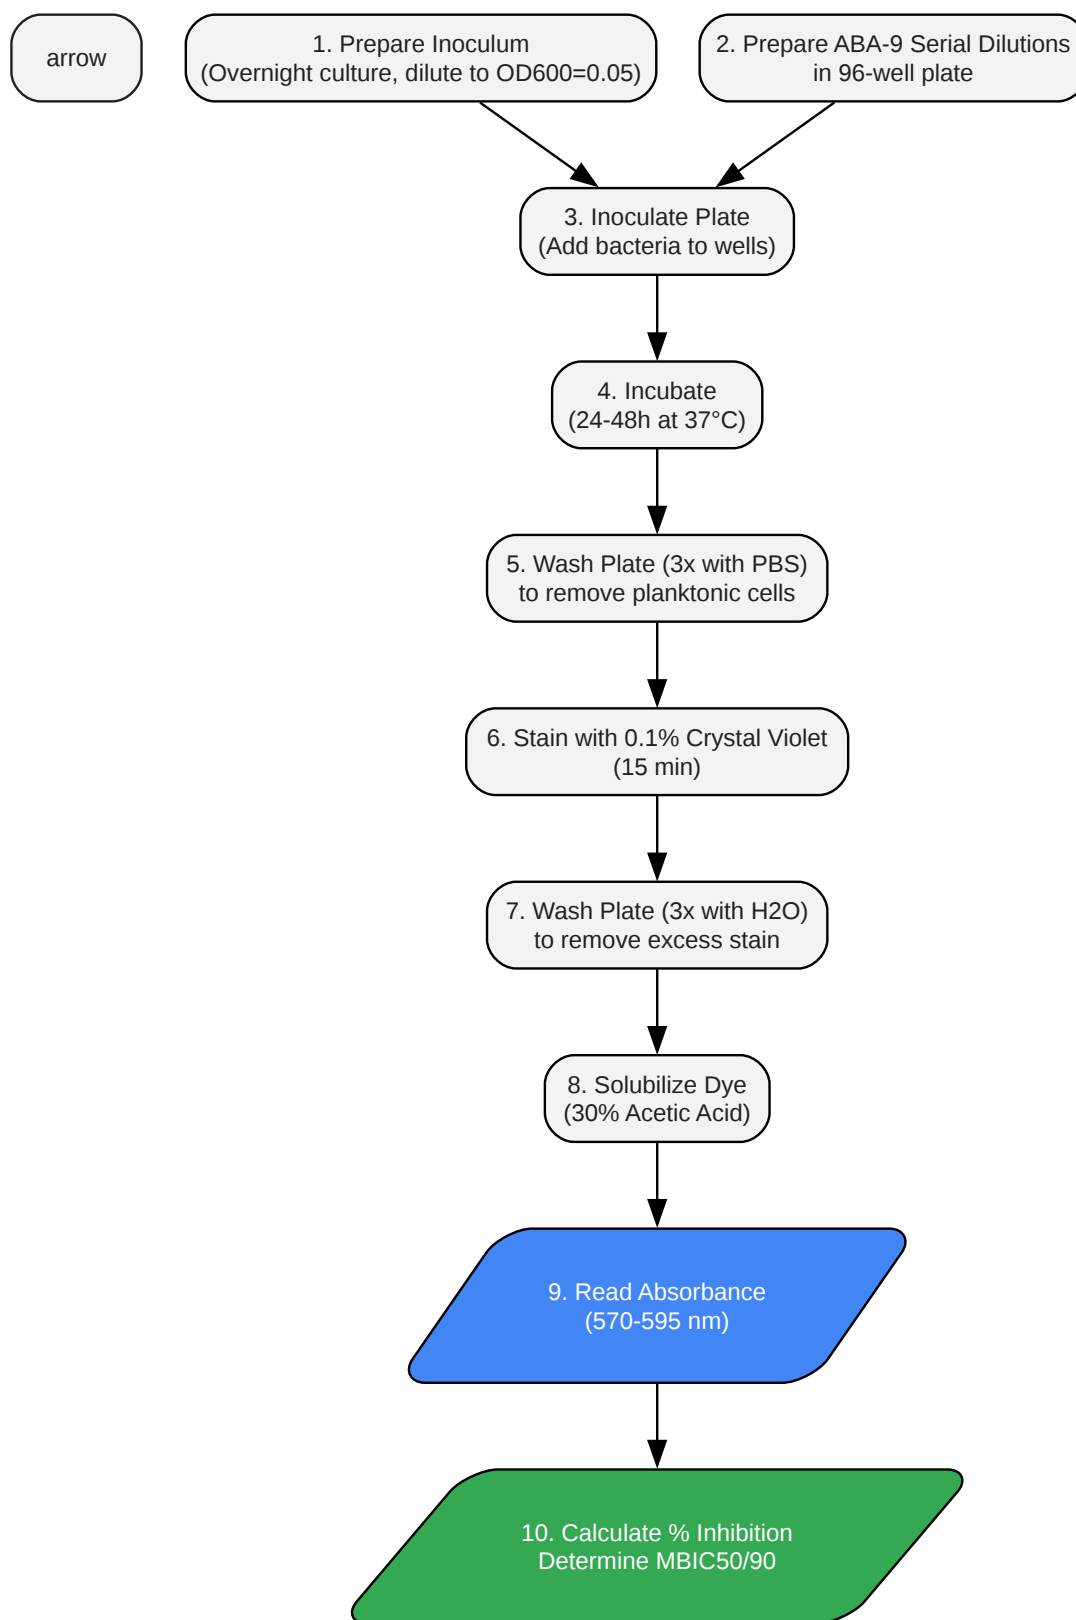 arrow
1. Prepare Inoculum
(Overnight culture, dilute to OD600=0.05)
2. Prepare ABA-9 Serial Dilutions
in 96-well plate
3. Inoculate Plate
(Add bacteria to wells)
4. Incubate
(24-48h at 37°C)
5. Wash Plate (3x with PBS)
to remove planktonic cells
6. Stain with 0.1% Crystal Violet
(15 min)
7. Wash Plate (3x with H2O)
to remove excess stain
8. Solubilize Dye
(30% Acetic Acid)
9. Read Absorbance
(570-595 nm)
10. Calculate % Inhibition
Determine MBIC50/90